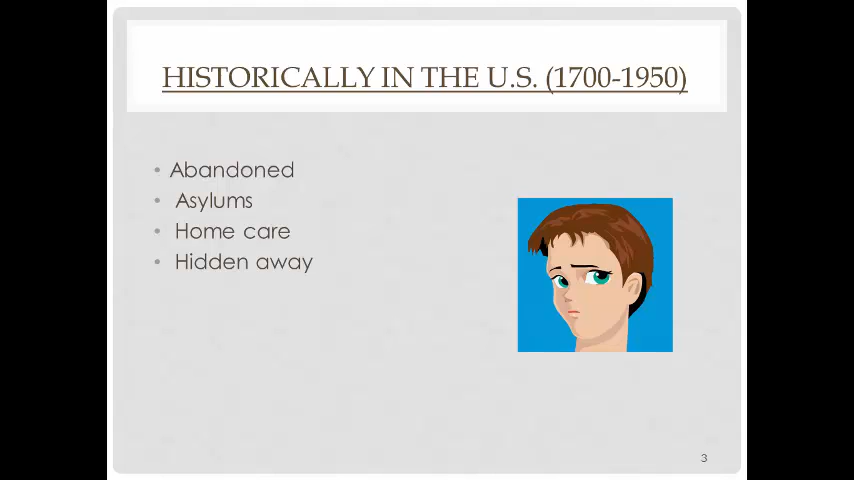 HISTORICALLY IN THE U.S. (1700-1950)
• Abandoned
• Asylums
• Home care
• Hidden away
3